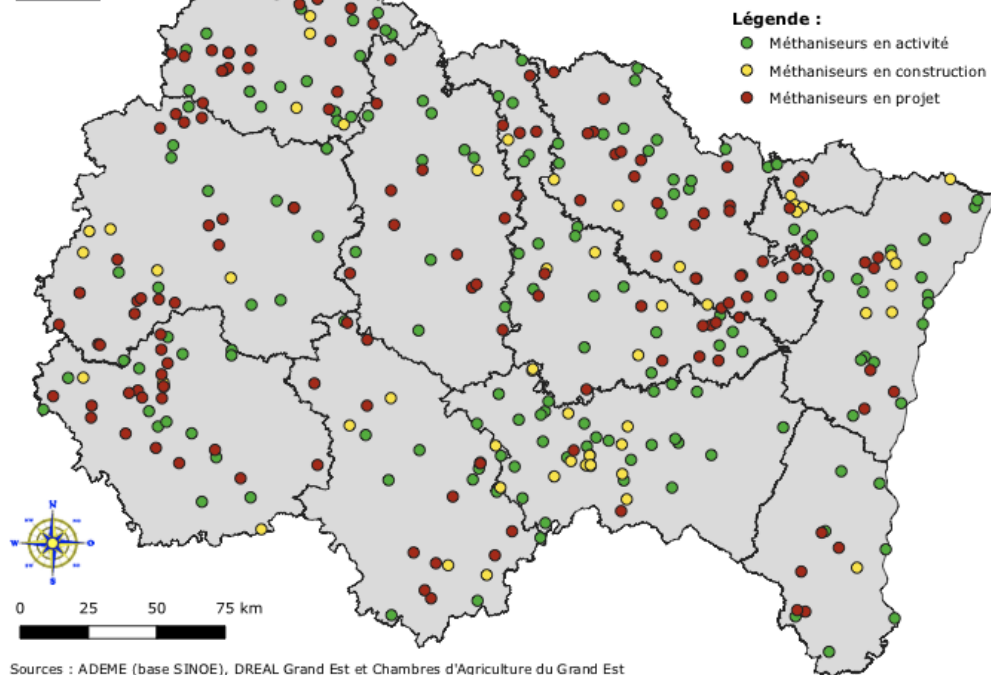 Légende :
Méthaniseurs en activité
Méthaniseurs en construction
Méthaniseurs en projet
N
W O
S
0 25 50 75 km
Sources : ADEME (base SINOE), DREAL Grand Est et Chambres d'Agriculture du Grand Est